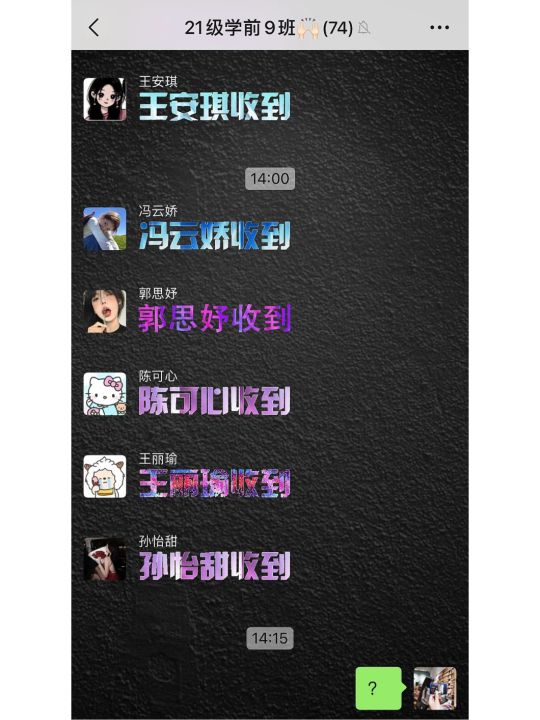 21级学前9班🙌🏻(74)
王安琪
王安琪收到
14:00
冯云娇
冯云娇收到
郭思妤
郭思妤收到
陈可心
陈可心收到
王丽瑜
王丽瑜收到
孙怡甜
孙怡甜收到
14:15
？